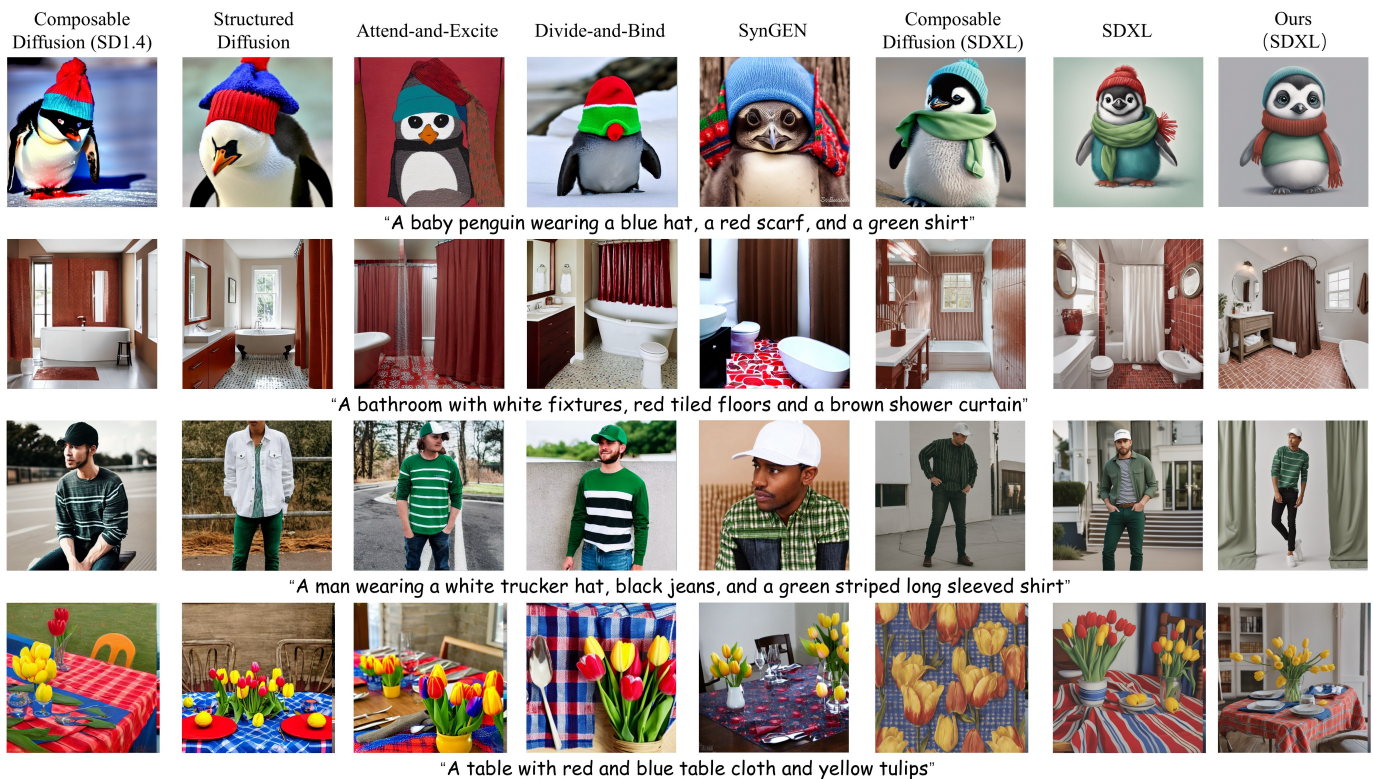 Composable
Diffusion (SD1.4)
Structured
Diffusion
Attend-and-Excite
Divide-and-Bind
SynGEN
Composable
Diffusion (SDXL)
SDXL
Ours
(SDXL)
“A baby penguin wearing a blue hat, a red scarf, and a green shirt”
“A bathroom with white fixtures, red tiled floors and a brown shower curtain”
“A man wearing a white trucker hat, black jeans, and a green striped long sleeved shirt”
“A table with red and blue table cloth and yellow tulips”